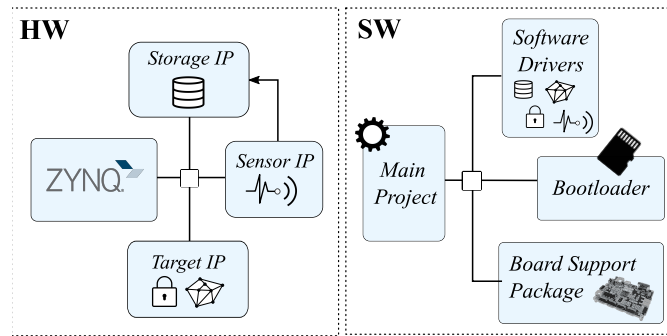 HW
Storage IP
ZYNQ.
Sensor IP
Target IP
SW
Software
Drivers
Main
Project
Bootloader
Board Support
Package